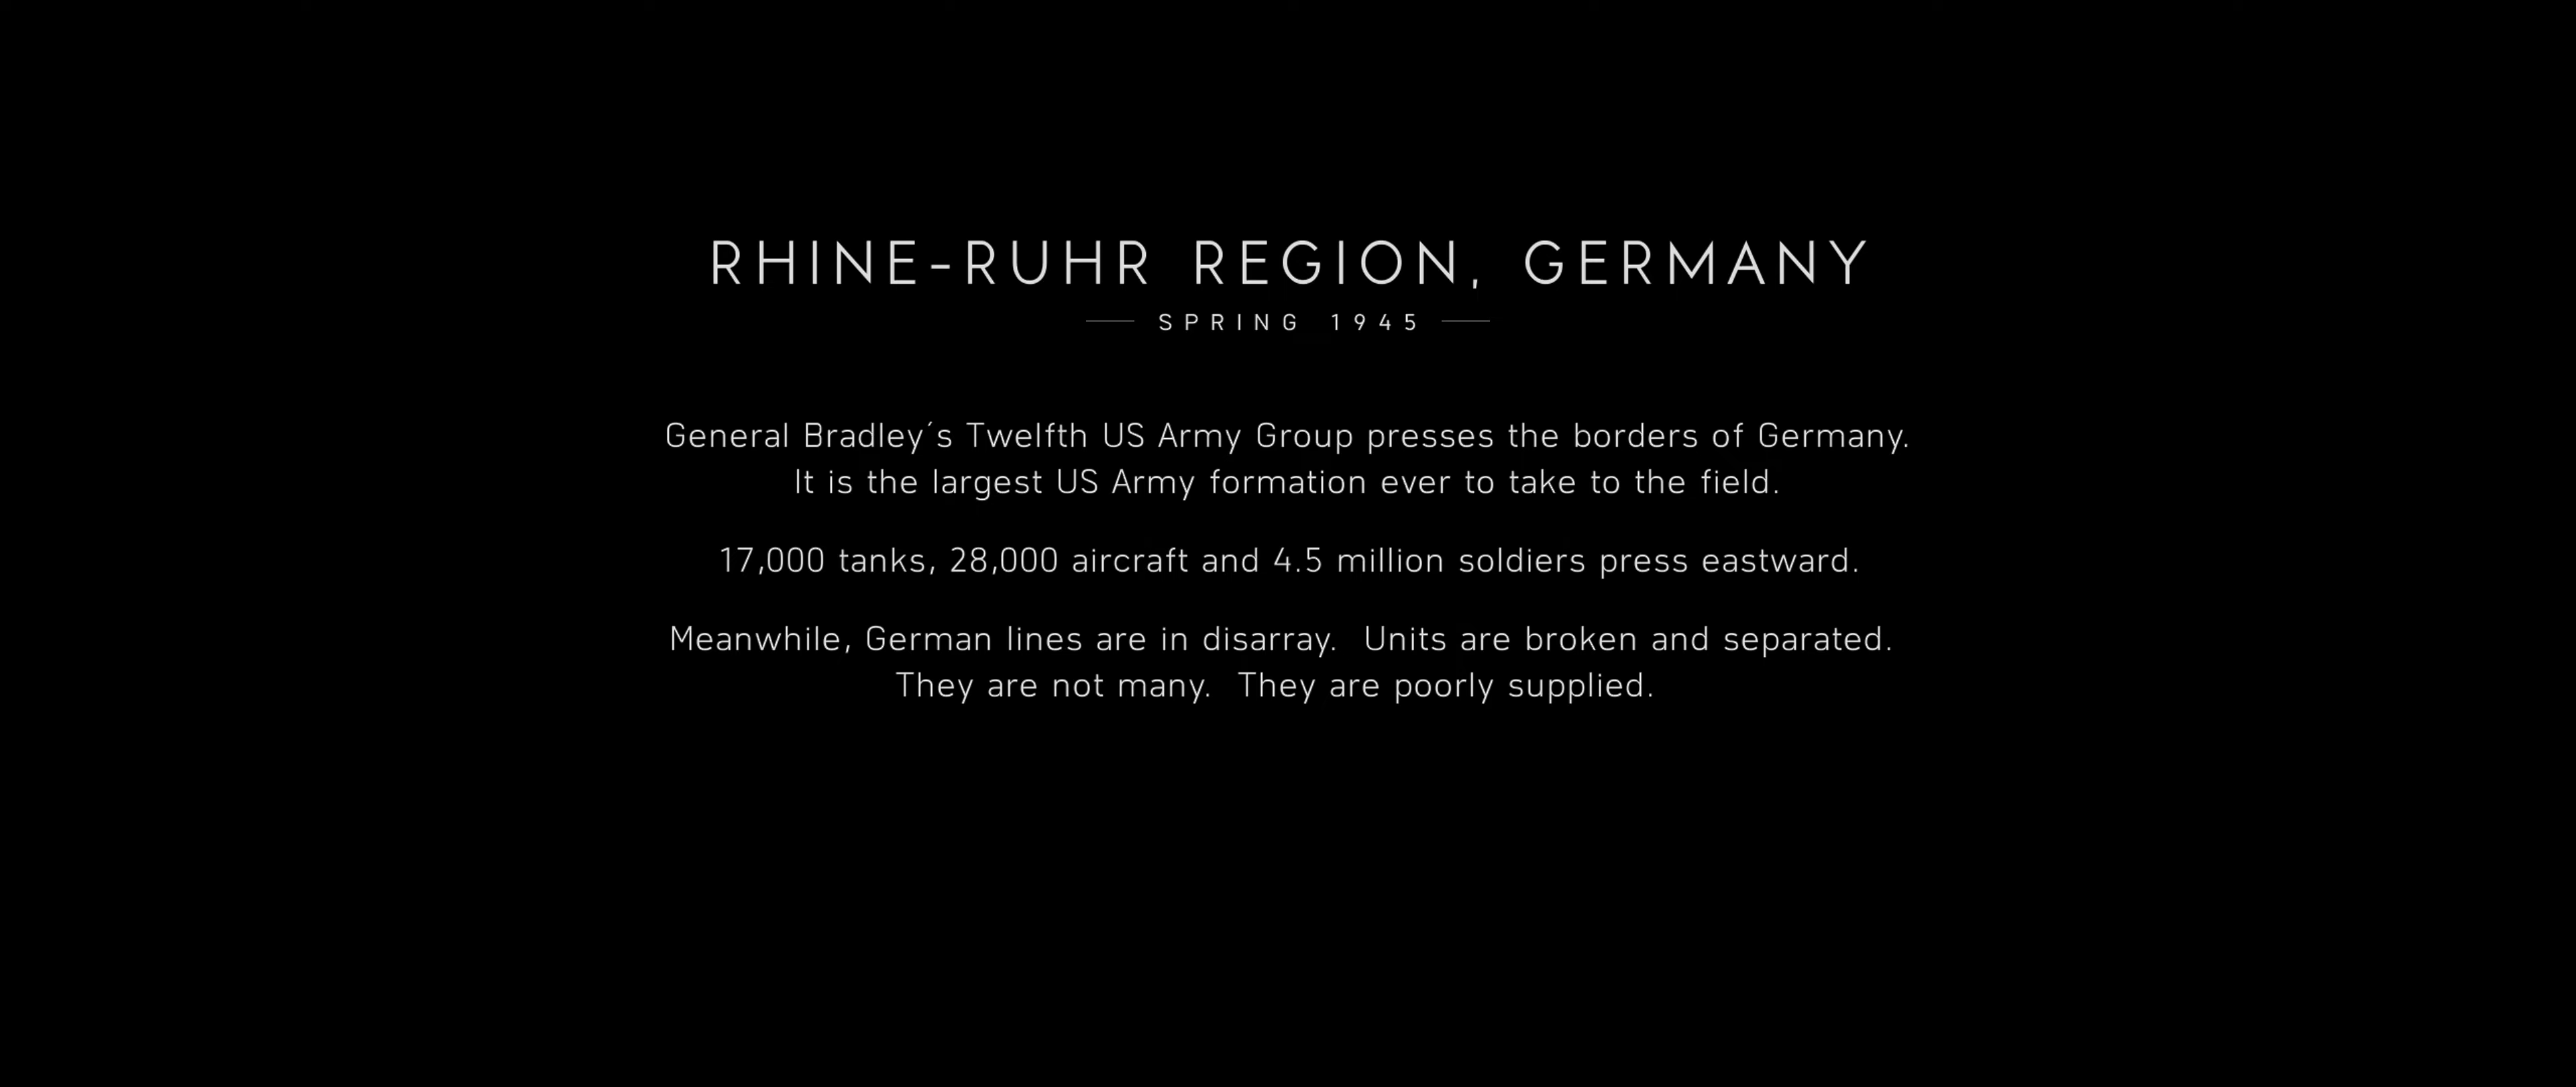 RHINE-RUHR REGION, GERMANY
SPRING 1945
General Bradley´s Twelfth US Army Group presses the borders of Germany.
It is the largest US Army formation ever to take to the field.
17,000 tanks, 28,000 aircraft and 4.5 million soldiers press eastward.
Meanwhile, German lines are in disarray.  Units are broken and separated.
They are not many.  They are poorly supplied.